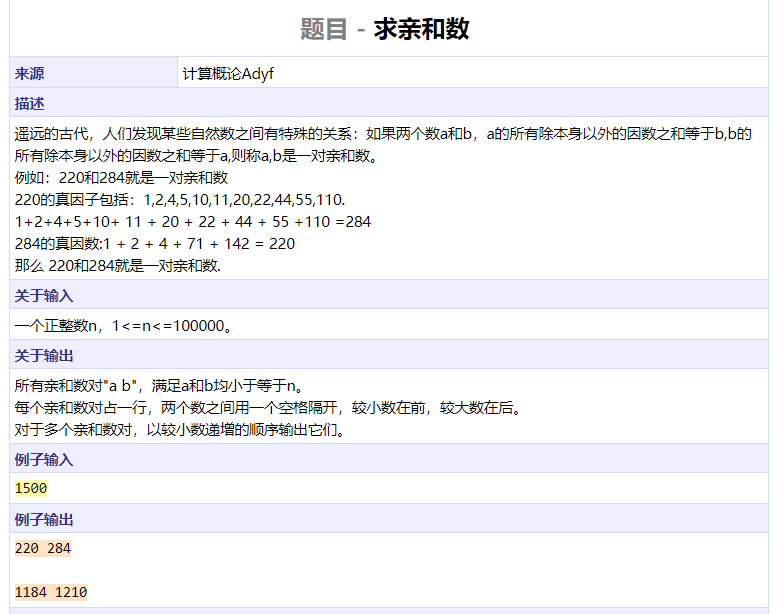 题目 - 求亲和数
来源 计算概论Adyf
描述
遥远的古代，人们发现某些自然数之间有特殊的关系：如果两个数a和b，a的所有除本身以外的因数之和等于b,b的
所有除本身以外的因数之和等于a,则称a,b是一对亲和数。
例如：220和284就是一对亲和数
220的真因子包括：1,2,4,5,10,11,20,22,44,55,110.
1+2+4+5+10+ 11 + 20 + 22 + 44 + 55 +110 =284
284的真因数:1 + 2 + 4 + 71 + 142 = 220
那么 220和284就是一对亲和数.
关于输入
一个正整数n，1<=n<=100000。
关于输出
所有亲和数对"a b"，满足a和b均小于等于n。
每个亲和数对占一行，两个数之间用一个空格隔开，较小数在前，较大数在后。
对于多个亲和数对，以较小数递增的顺序输出它们。
例子输入
1500
例子输出
220 284
1184 1210